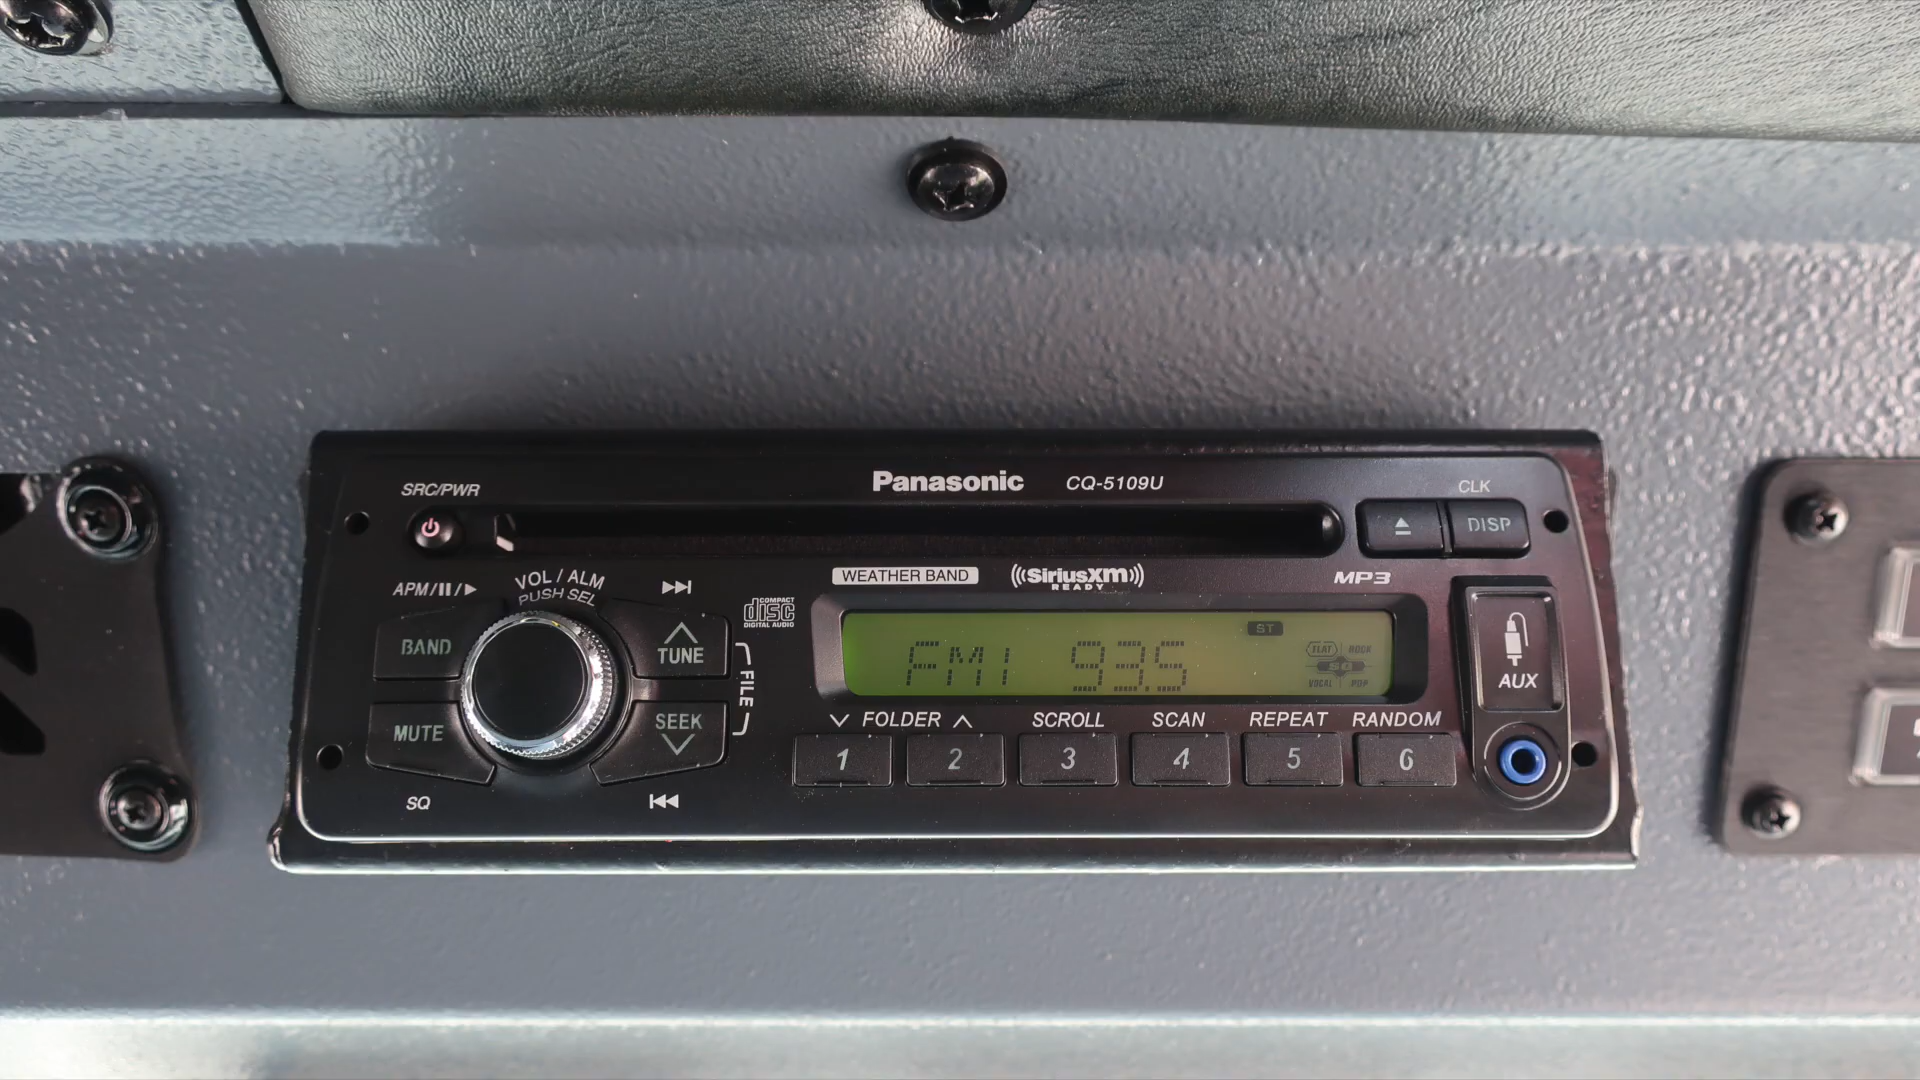 Panasonic CQ-5109U
SRC/PWR
CLK
DISP
WEATHER BAND
SiriusXM
READY
MP3
APM/II/▶
VOL / ALM
PUSH SEL
COMPACT
disc
DIGITAL AUDIO
BAND
TUNE
FILE
MUTE
SEEK
SQ
ST
FM1 93.5
FLAT ROCK
SQ
VOCAL POP
AUX
FOLDER SCROLL SCAN REPEAT RANDOM
1 2 3 4 5 6